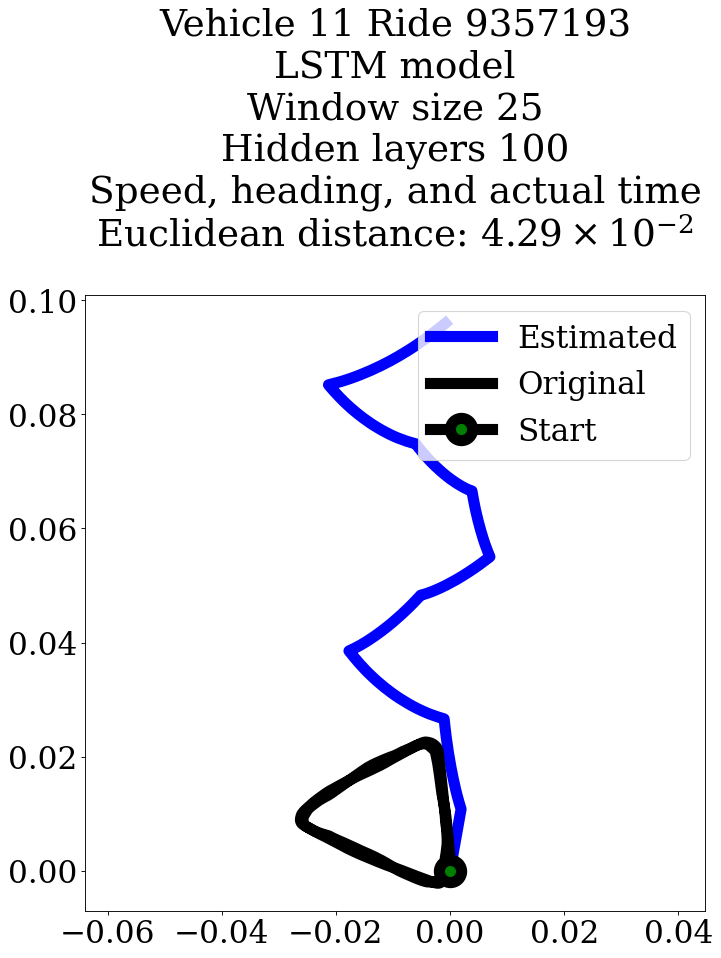 Vehicle 11 Ride 9357193
LSTM model
Window size 25
Hidden layers 100
Speed, heading, and actual time
Euclidean distance: 4.29 × 10⁻²
Estimated
Original
Start
0.10
0.08
0.06
0.04
0.02
0.00
−0.06 −0.04 −0.02 0.00 0.02 0.04